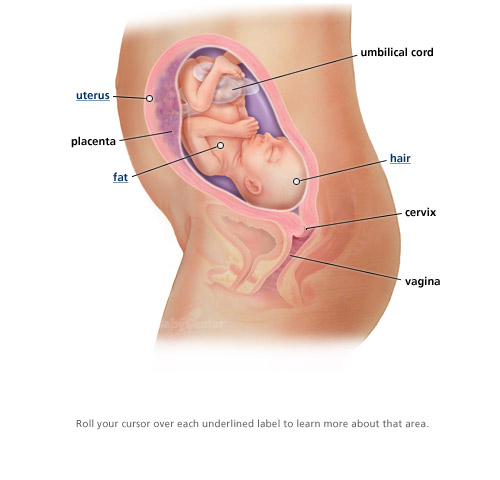 umbilical cord
uterus
placenta
hair
fat
cervix
vagina
Roll your cursor over each underlined label to learn more about that area.